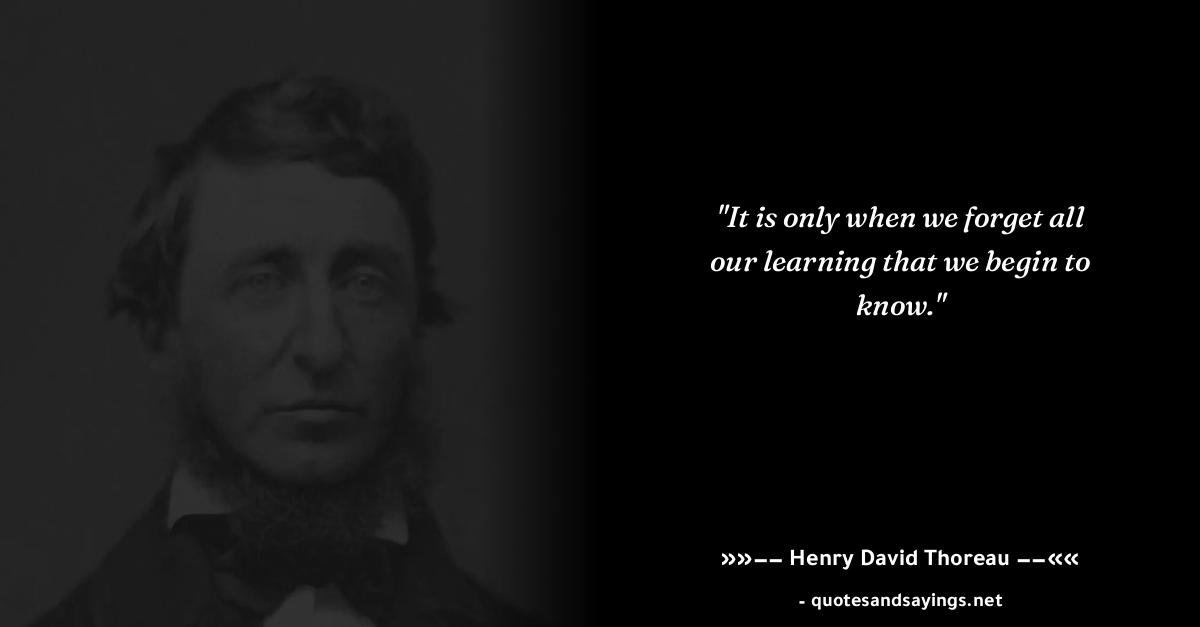 "It is only when we forget all
our learning that we begin to
know."
»»–– Henry David Thoreau ––««
- quotesandsayings.net